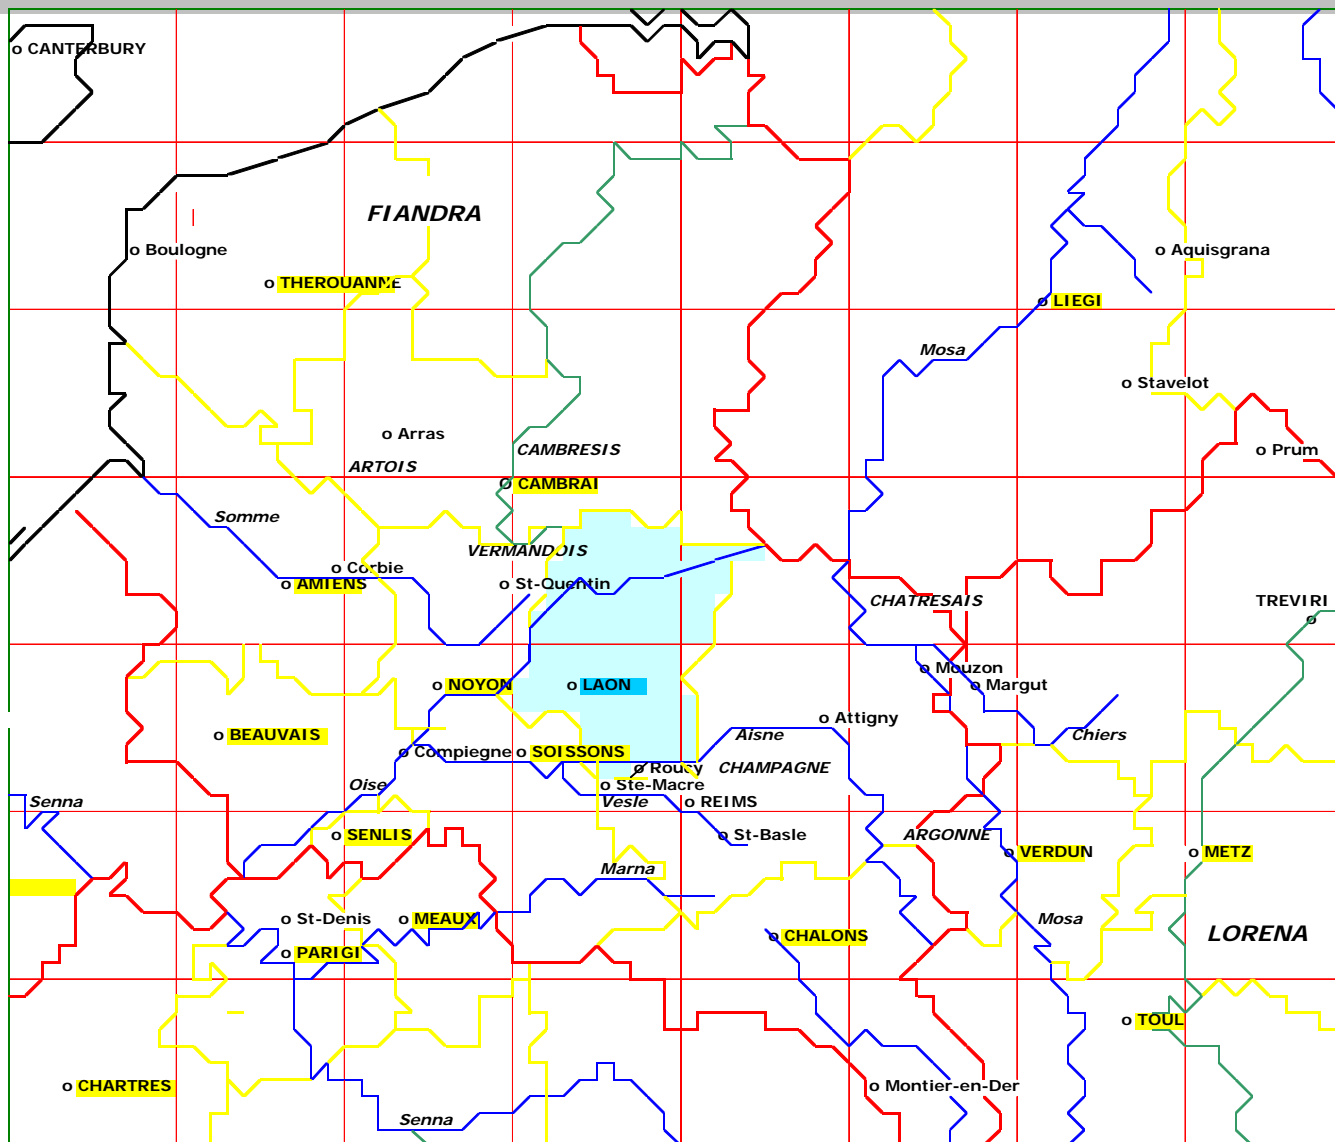 CANTERBURY
FIANDRA
Boulogne
Aquisgrana
THEROUANNE
LIEGI
Mosa
Stavelot
Arras
CAMBRESIS
Prum
ARTOIS
CAMBRAI
Somme
VERMANDOIS
Corbie
AMIENS
St-Quentin
CHATRESAIS
TREVIRI
Mouzon
NOYON
LAON
Margut
Attigny
BEAUVAIS
Aisne
Chiers
Compiegne
SOISSONS
Roucy
CHAMPAGNE
Oise
Ste-Macre
Senna
Vesle
REIMS
SENLIS
St-Basle
ARGONNE
VERDUN
METZ
Marna
St-Denis
MEAUX
Mosa
CHALONS
LORENA
PARIGI
TOUL
CHARTRES
Montier-en-Der
Senna